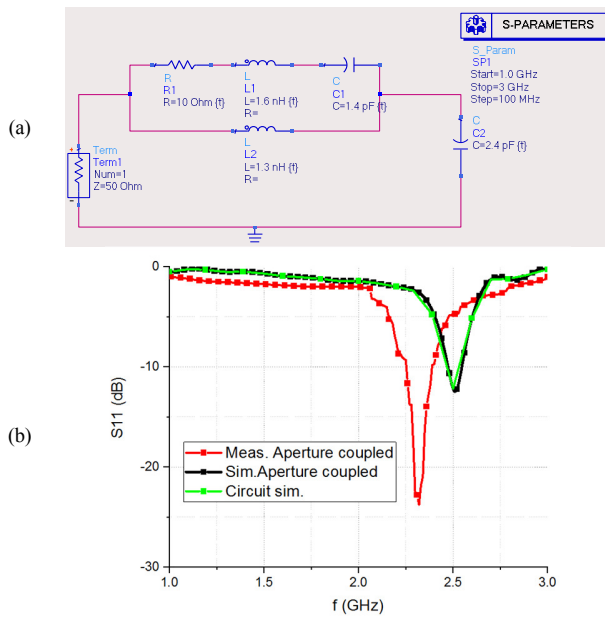 (a)
S-PARAMETERS
S_Param
SP1
Start=1.0 GHz
Stop=3 GHz
Step=100 MHz
R
R1
R=10 Ohm {t}
L
L1
L=1.6 nH {t}
R=
C
C1
C=1.4 pF {t}
L
L2
L=1.3 nH {t}
R=
C
C2
C=2.4 pF {t}
Term
Term1
Num=1
Z=50 Ohm
+
-
(b)
S11 (dB)
0
-10
-20
-30
Meas. Aperture coupled
Sim.Aperture coupled
Circuit sim.
1.0
1.5
2.0
2.5
3.0
f (GHz)